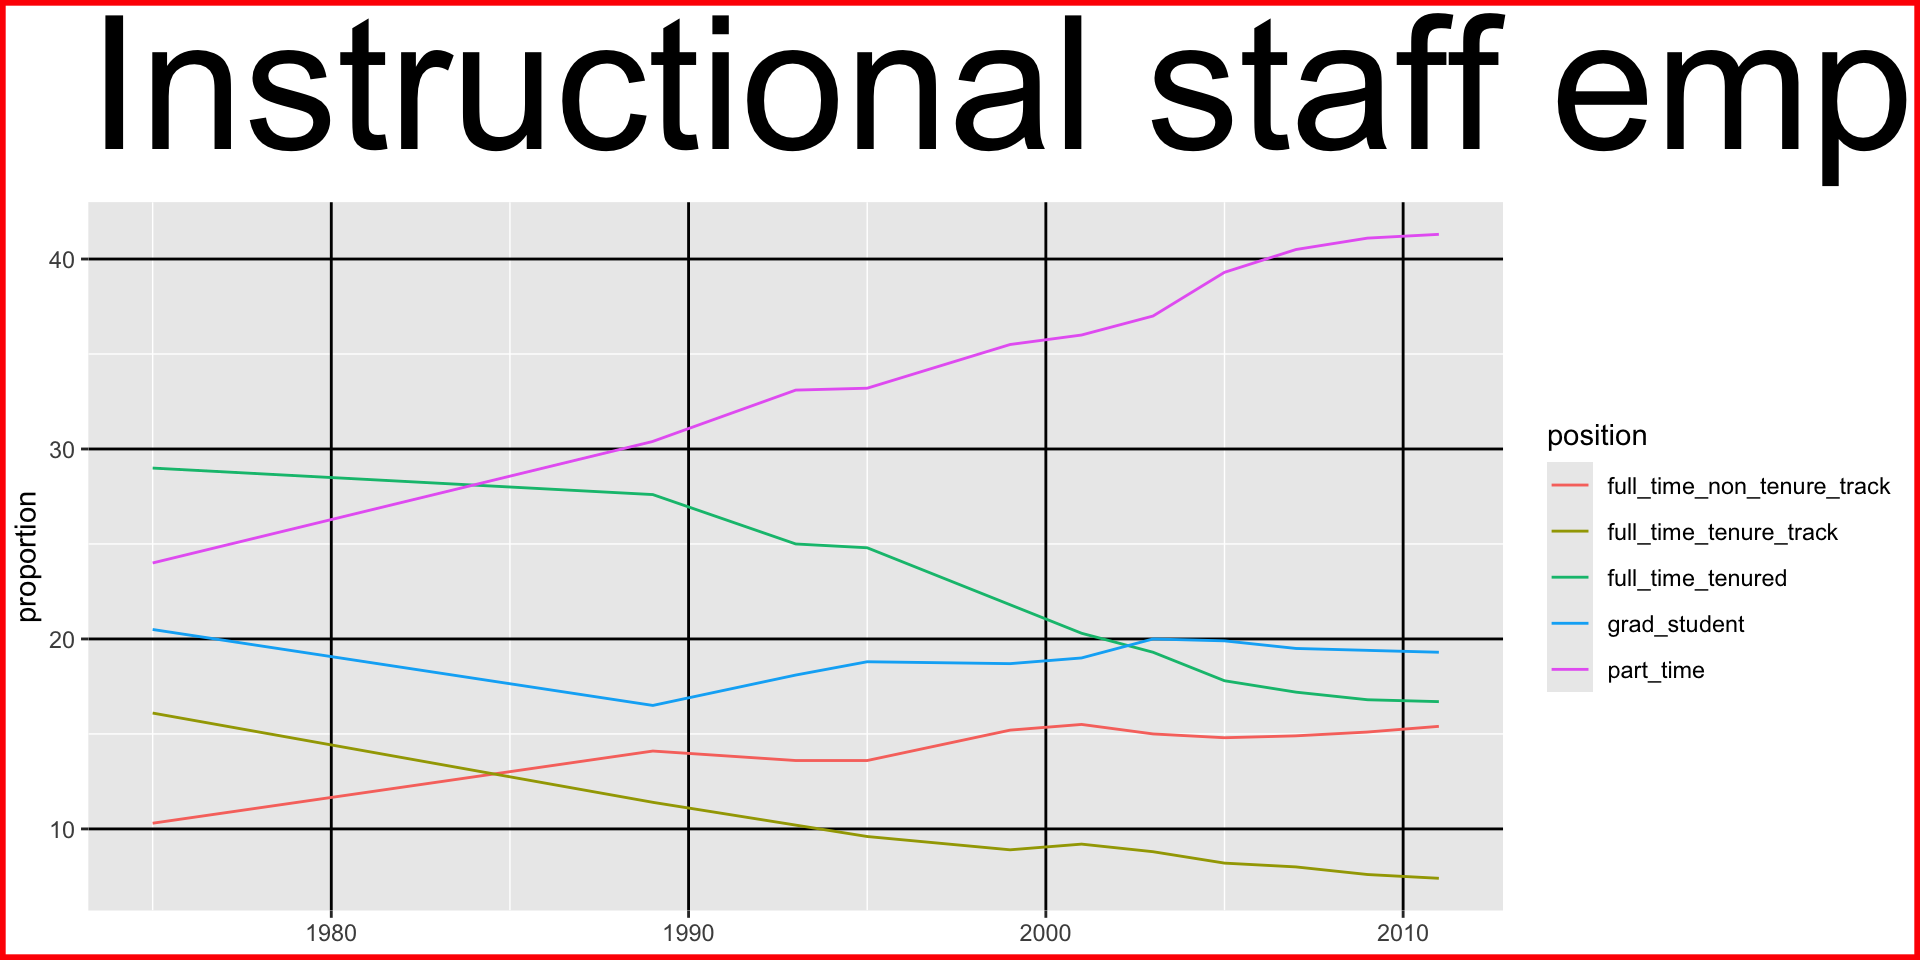 Instructional staff emp
40
30
20
10
proportion
1980
1990
2000
2010
position
full_time_non_tenure_track
full_time_tenure_track
full_time_tenured
grad_student
part_time